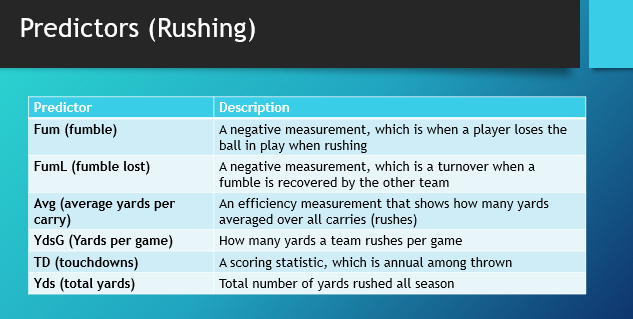 Predictors (Rushing)
Predictor Description
Fum (fumble) A negative measurement, which is when a player loses the
ball in play when rushing
FumL (fumble lost) A negative measurement, which is a turnover when a
fumble is recovered by the other team
Avg (average yards per An efficiency measurement that shows how many yards
carry) averaged over all carries (rushes)
YdsG (Yards per game) How many yards a team rushes per game
TD (touchdowns) A scoring statistic, which is annual among thrown
Yds (total yards) Total number of yards rushed all season